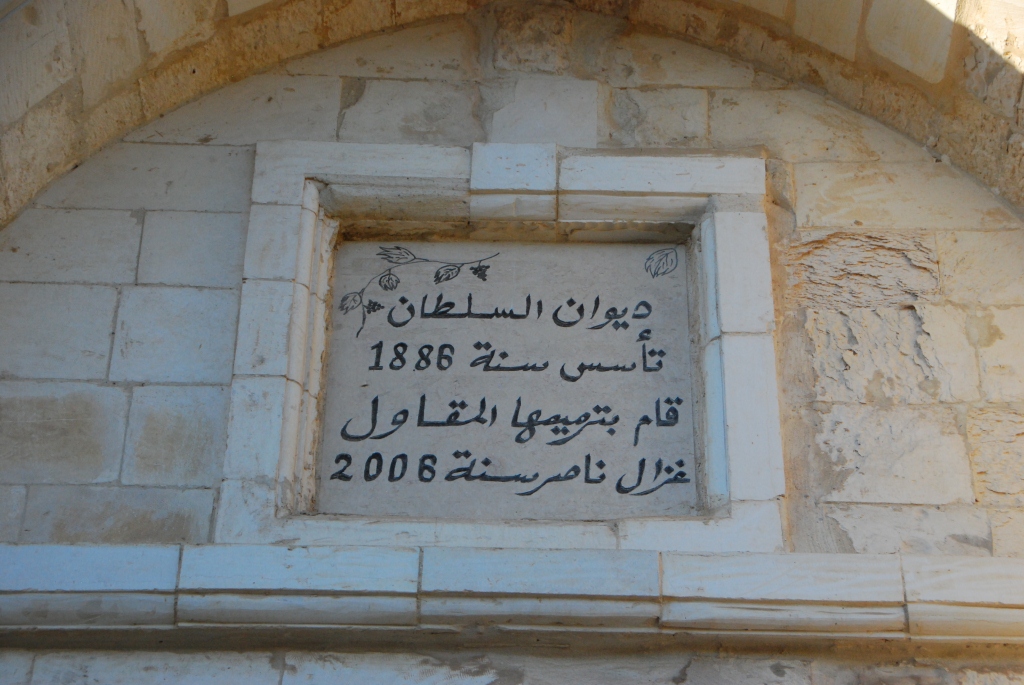 ديوان السلطان
تأسس سنة 1886
قام بترميمها المقاول
غزال ناصر سنة 2006